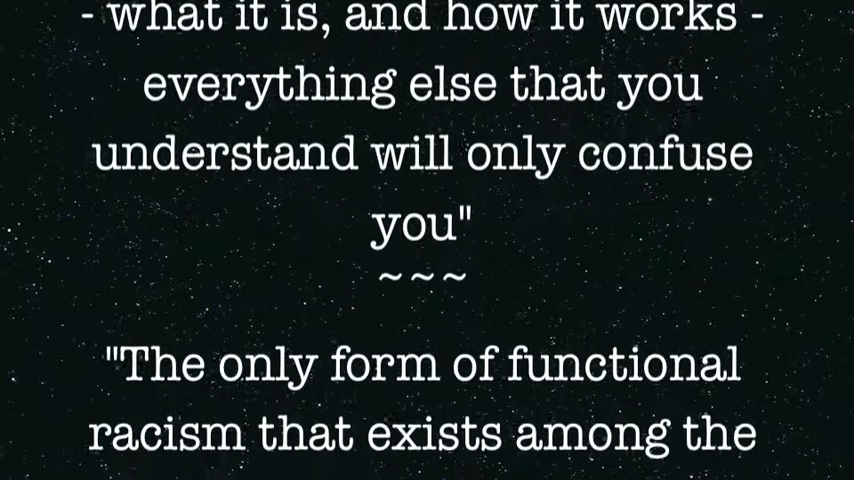 - what it is, and how it works -
everything else that you
understand will only confuse
you"
~~~
"The only form of functional
racism that exists among the